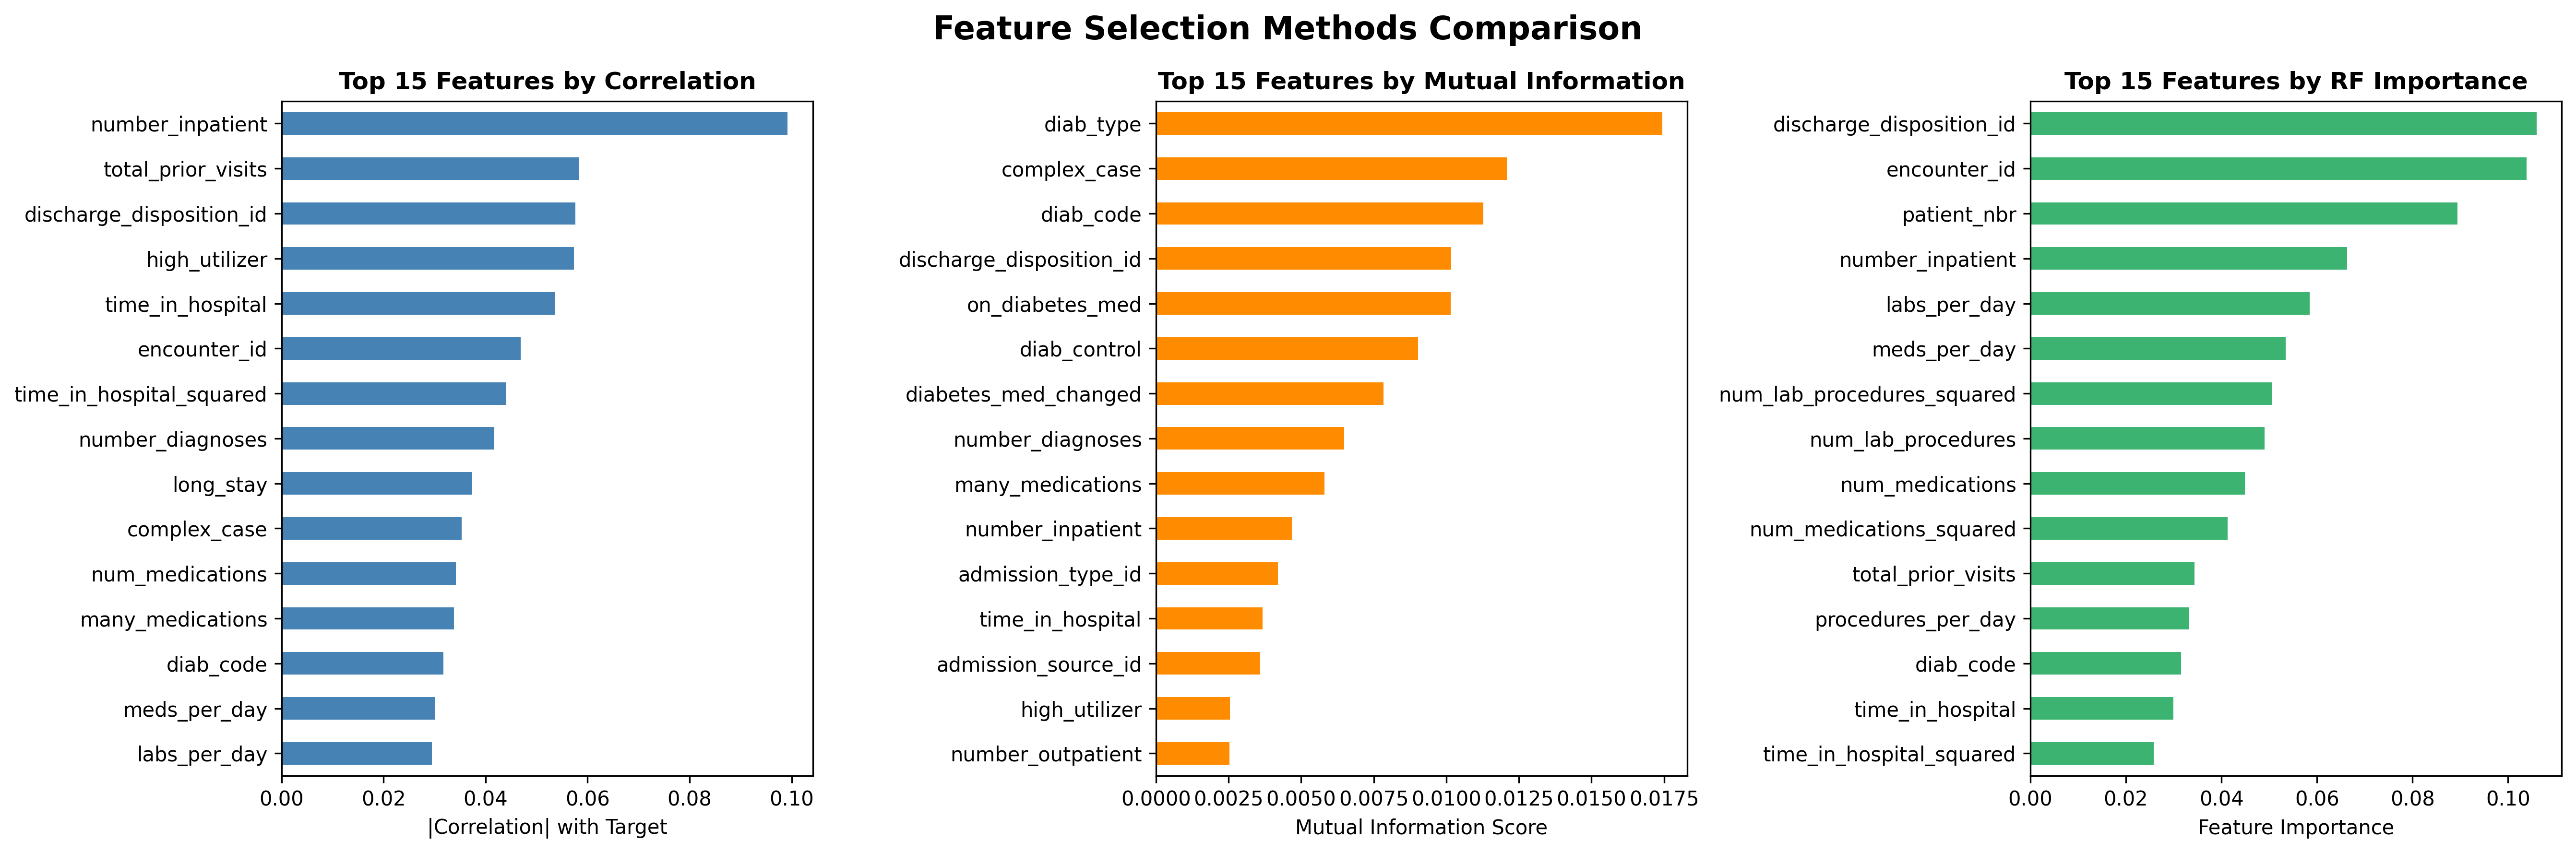 Feature Selection Methods Comparison
Top 15 Features by Correlation
number_inpatient
total_prior_visits
discharge_disposition_id
high_utilizer
time_in_hospital
encounter_id
time_in_hospital_squared
number_diagnoses
long_stay
complex_case
num_medications
many_medications
diab_code
meds_per_day
labs_per_day
0.00 0.02 0.04 0.06 0.08 0.10
|Correlation| with Target
Top 15 Features by Mutual Information
diab_type
complex_case
diab_code
discharge_disposition_id
on_diabetes_med
diab_control
diabetes_med_changed
number_diagnoses
many_medications
number_inpatient
admission_type_id
time_in_hospital
admission_source_id
high_utilizer
number_outpatient
0.0000 0.0025 0.0050 0.0075 0.0100 0.0125 0.0150 0.0175
Mutual Information Score
Top 15 Features by RF Importance
discharge_disposition_id
encounter_id
patient_nbr
number_inpatient
labs_per_day
meds_per_day
num_lab_procedures_squared
num_lab_procedures
num_medications
num_medications_squared
total_prior_visits
procedures_per_day
diab_code
time_in_hospital
time_in_hospital_squared
0.00 0.02 0.04 0.06 0.08 0.10
Feature Importance